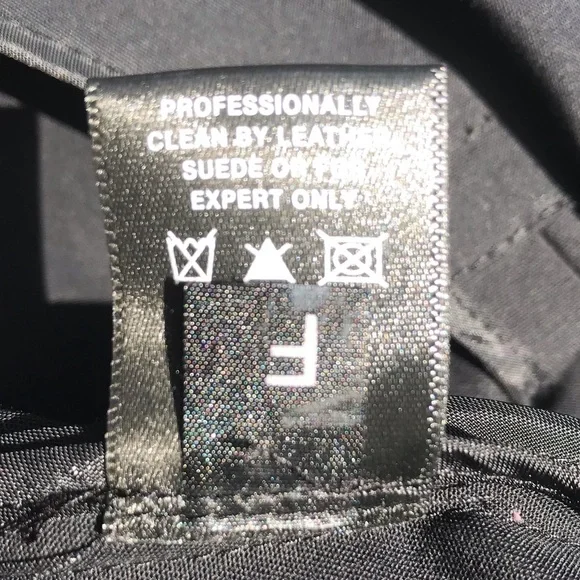 PROFESSIONALLY
CLEAN BY LEATHER
SUEDE OR FUR
EXPERT ONLY
F